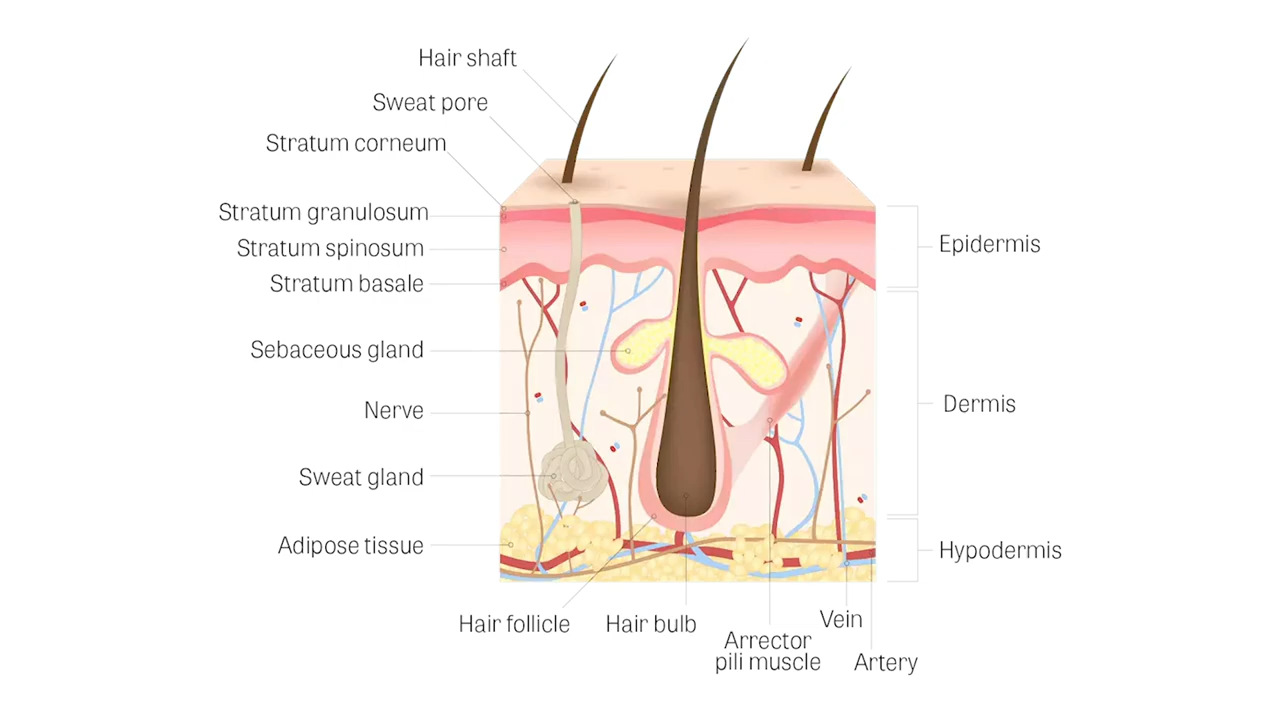 Hair shaft
Sweat pore
Stratum corneum
Stratum granulosum
Stratum spinosum
Stratum basale
Sebaceous gland
Nerve
Sweat gland
Adipose tissue
Epidermis
Dermis
Hypodermis
Hair follicle
Hair bulb
Arrector
pili muscle
Vein
Artery